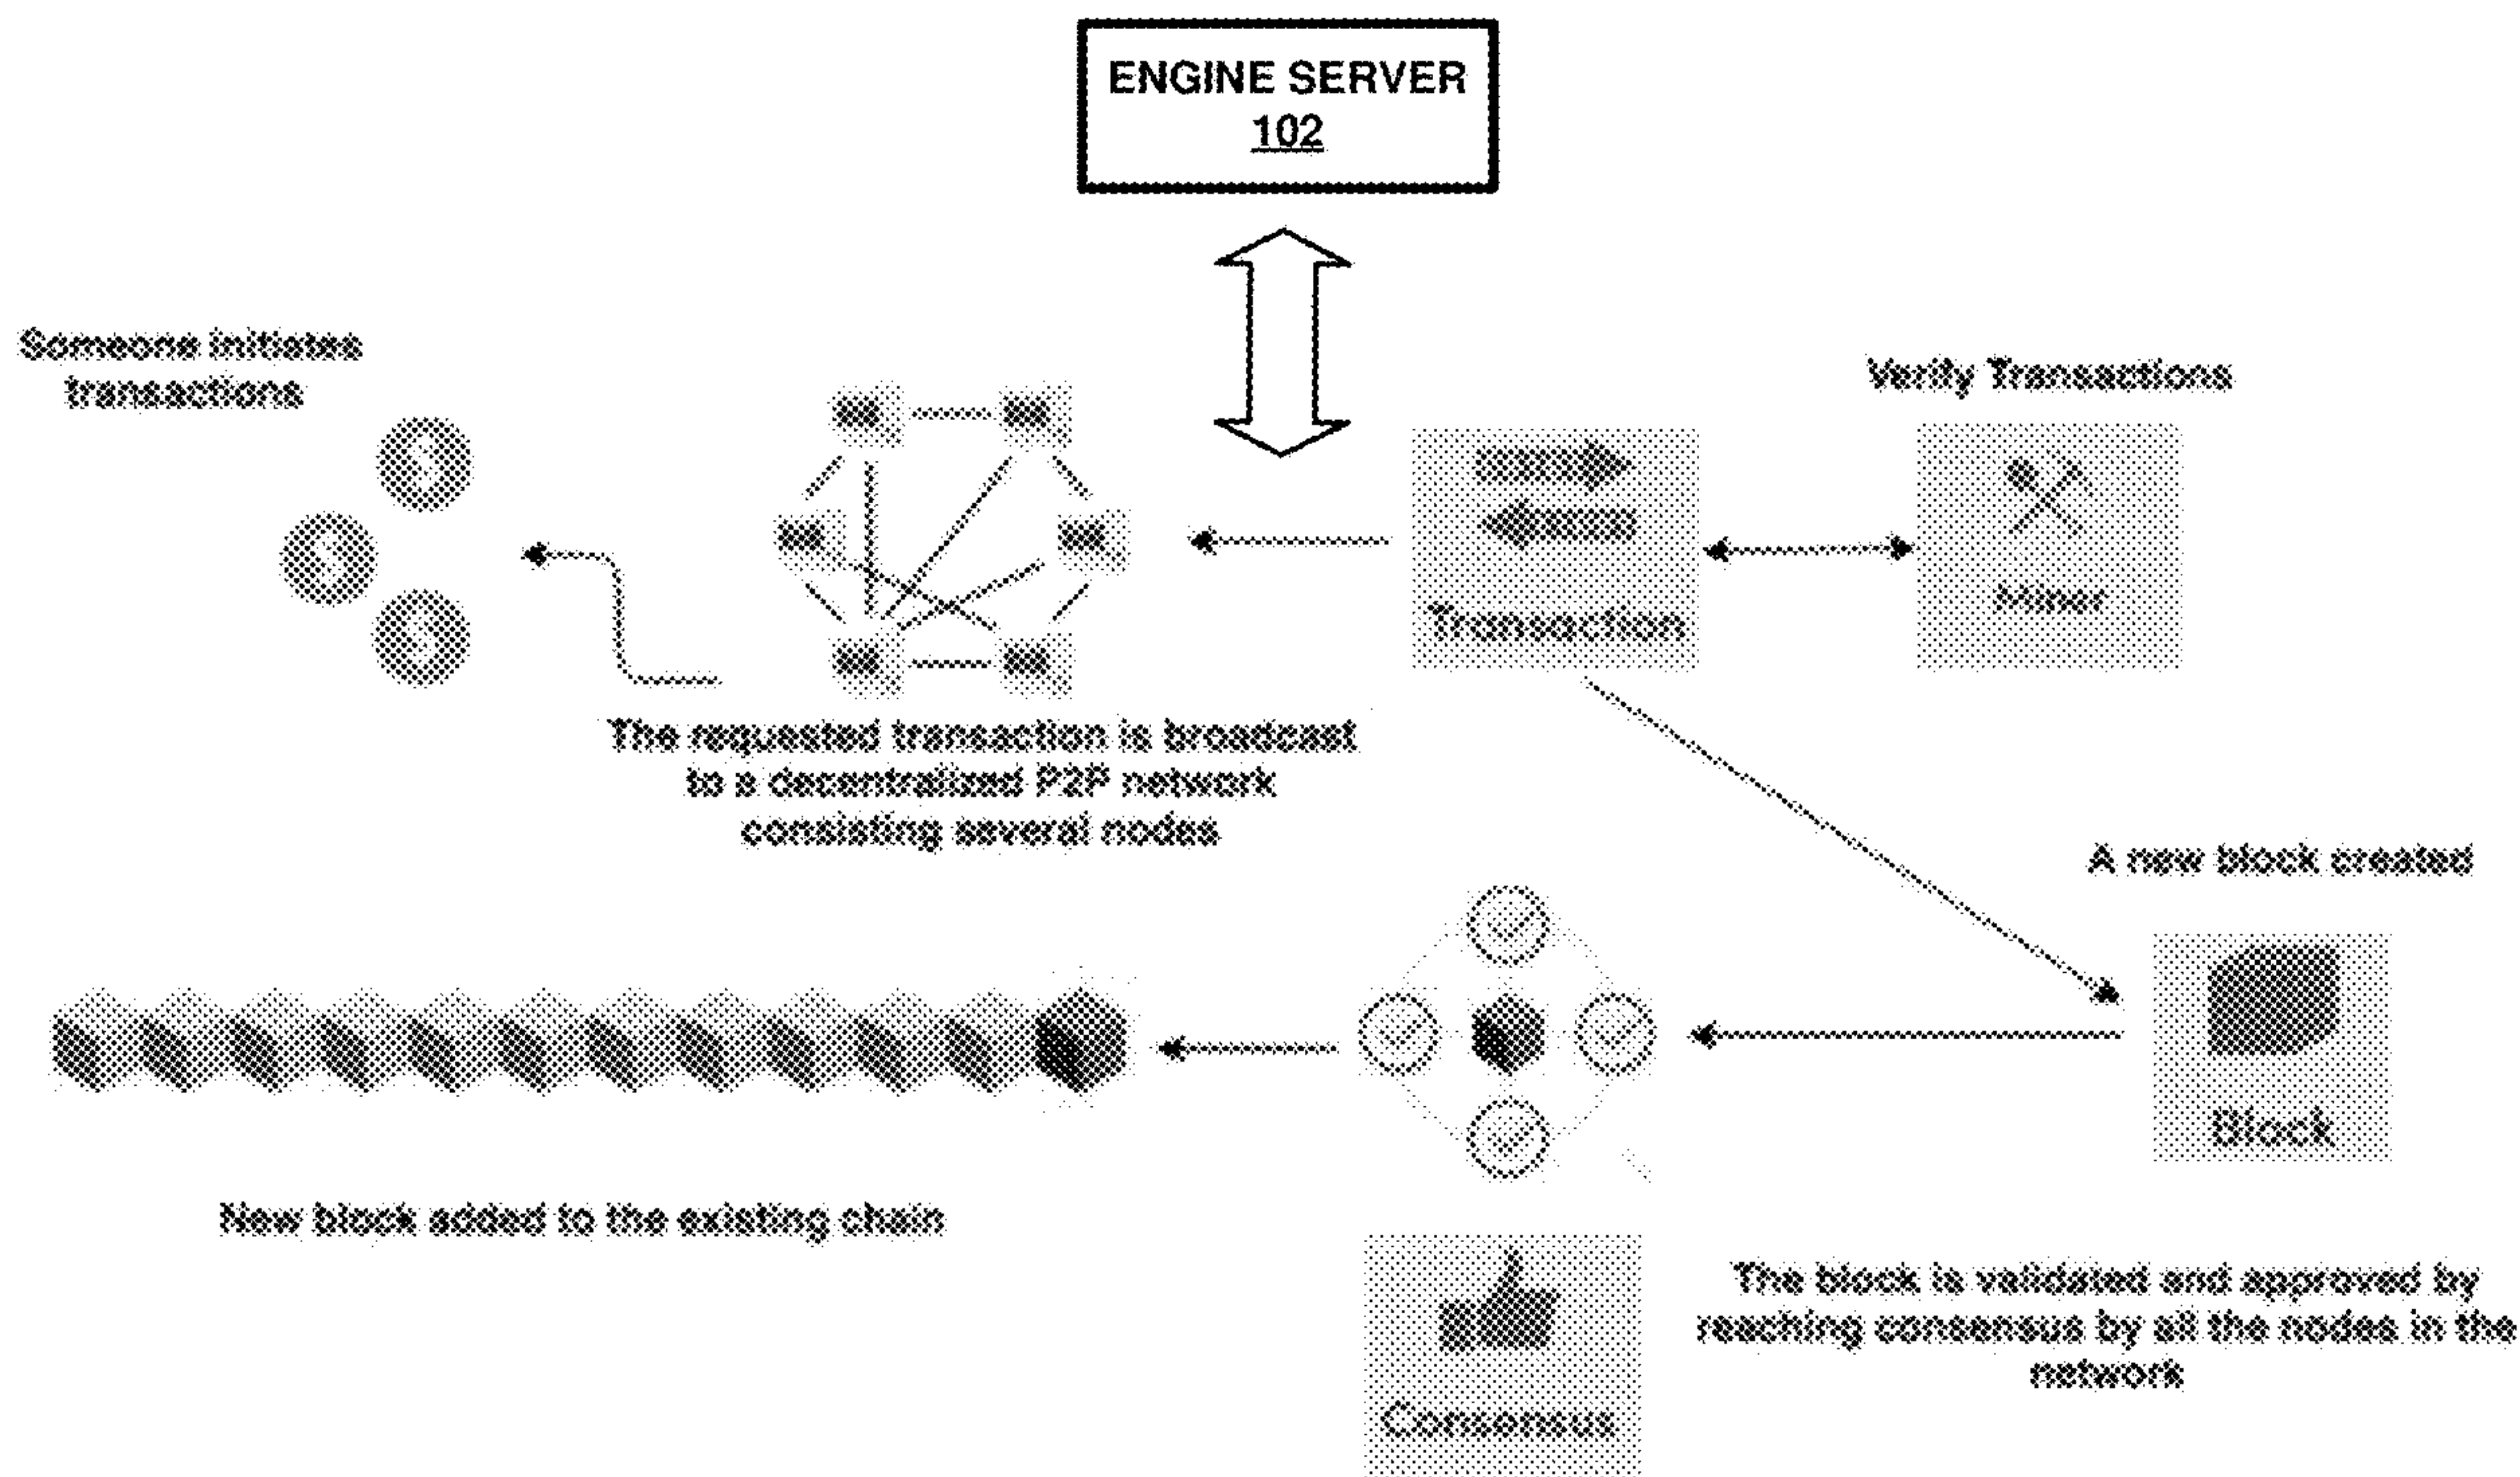 ENGINE SERVER
102
Someone initiates
transactions
Verify Transactions
Transaction
Miner
The requested transaction is broadcast
to a decentralized P2P network
consisting several nodes
A new block created
Block
New block added to the existing chain
The block is validated and approved by
reaching consensus by all the nodes in the
network
Consensus